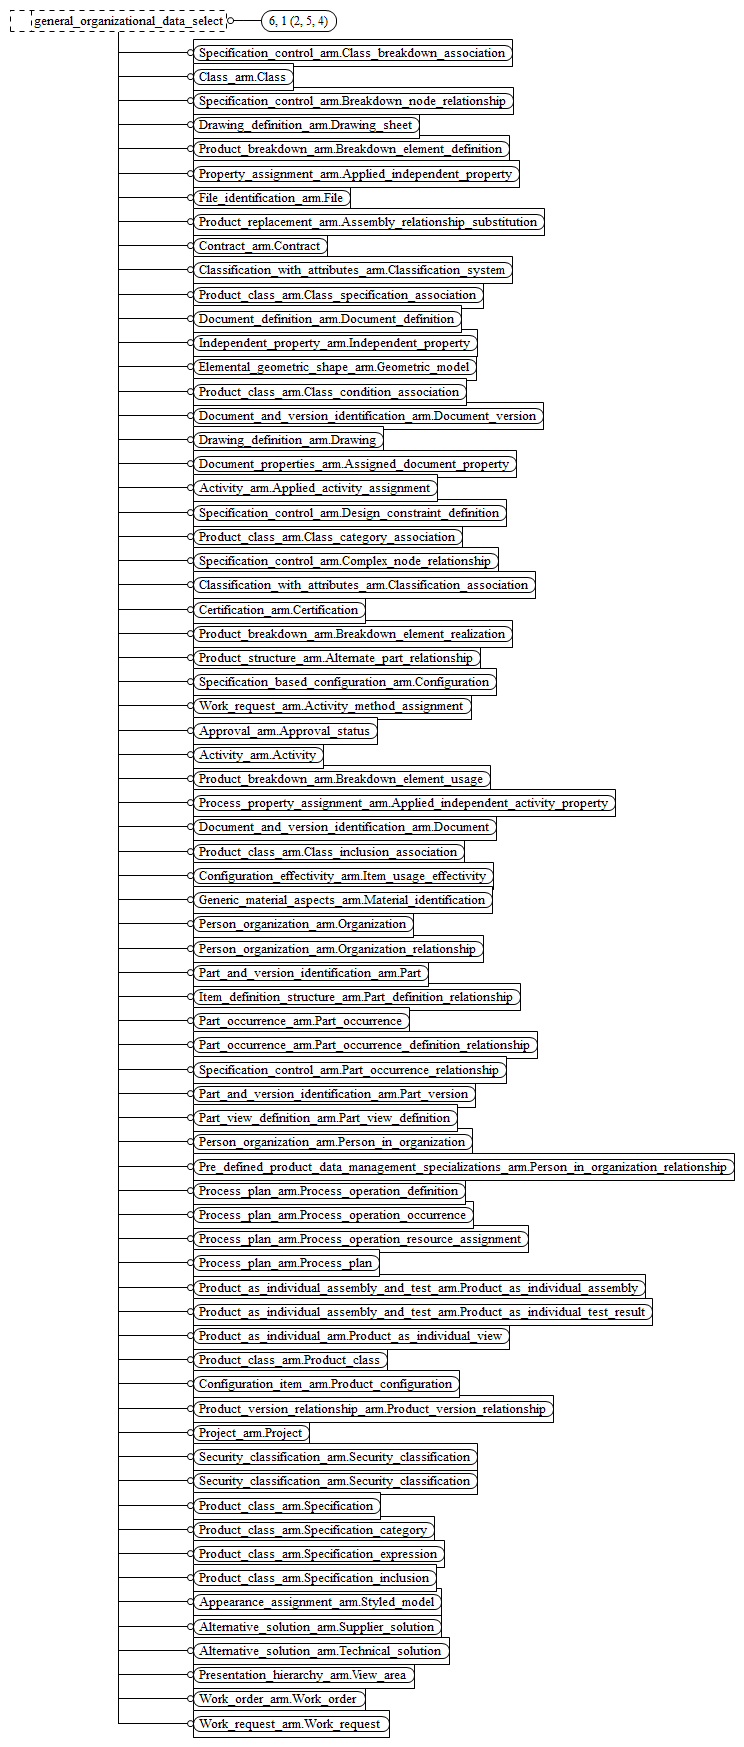 general_organizational_data_select
6, 1 (2, 5, 4)
Specification_control_arm.Class_breakdown_association
Class_arm.Class
Specification_control_arm.Breakdown_node_relationship
Drawing_definition_arm.Drawing_sheet
Product_breakdown_arm.Breakdown_element_definition
Property_assignment_arm.Applied_independent_property
File_identification_arm.File
Product_replacement_arm.Assembly_relationship_substitution
Contract_arm.Contract
Classification_with_attributes_arm.Classification_system
Product_class_arm.Class_specification_association
Document_definition_arm.Document_definition
Independent_property_arm.Independent_property
Elemental_geometric_shape_arm.Geometric_model
Product_class_arm.Class_condition_association
Document_and_version_identification_arm.Document_version
Drawing_definition_arm.Drawing
Document_properties_arm.Assigned_document_property
Activity_arm.Applied_activity_assignment
Specification_control_arm.Design_constraint_definition
Product_class_arm.Class_category_association
Specification_control_arm.Complex_node_relationship
Classification_with_attributes_arm.Classification_association
Certification_arm.Certification
Product_breakdown_arm.Breakdown_element_realization
Product_structure_arm.Alternate_part_relationship
Specification_based_configuration_arm.Configuration
Work_request_arm.Activity_method_assignment
Approval_arm.Approval_status
Activity_arm.Activity
Product_breakdown_arm.Breakdown_element_usage
Process_property_assignment_arm.Applied_independent_activity_property
Document_and_version_identification_arm.Document
Product_class_arm.Class_inclusion_association
Configuration_effectivity_arm.Item_usage_effectivity
Generic_material_aspects_arm.Material_identification
Person_organization_arm.Organization
Person_organization_arm.Organization_relationship
Part_and_version_identification_arm.Part
Item_definition_structure_arm.Part_definition_relationship
Part_occurrence_arm.Part_occurrence
Part_occurrence_arm.Part_occurrence_definition_relationship
Specification_control_arm.Part_occurrence_relationship
Part_and_version_identification_arm.Part_version
Part_view_definition_arm.Part_view_definition
Person_organization_arm.Person_in_organization
Pre_defined_product_data_management_specializations_arm.Person_in_organization_relationship
Process_plan_arm.Process_operation_definition
Process_plan_arm.Process_operation_occurrence
Process_plan_arm.Process_operation_resource_assignment
Process_plan_arm.Process_plan
Product_as_individual_assembly_and_test_arm.Product_as_individual_assembly
Product_as_individual_assembly_and_test_arm.Product_as_individual_test_result
Product_as_individual_arm.Product_as_individual_view
Product_class_arm.Product_class
Configuration_item_arm.Product_configuration
Product_version_relationship_arm.Product_version_relationship
Project_arm.Project
Security_classification_arm.Security_classification
Security_classification_arm.Security_classification
Product_class_arm.Specification
Product_class_arm.Specification_category
Product_class_arm.Specification_expression
Product_class_arm.Specification_inclusion
Appearance_assignment_arm.Styled_model
Alternative_solution_arm.Supplier_solution
Alternative_solution_arm.Technical_solution
Presentation_hierarchy_arm.View_area
Work_order_arm.Work_order
Work_request_arm.Work_request